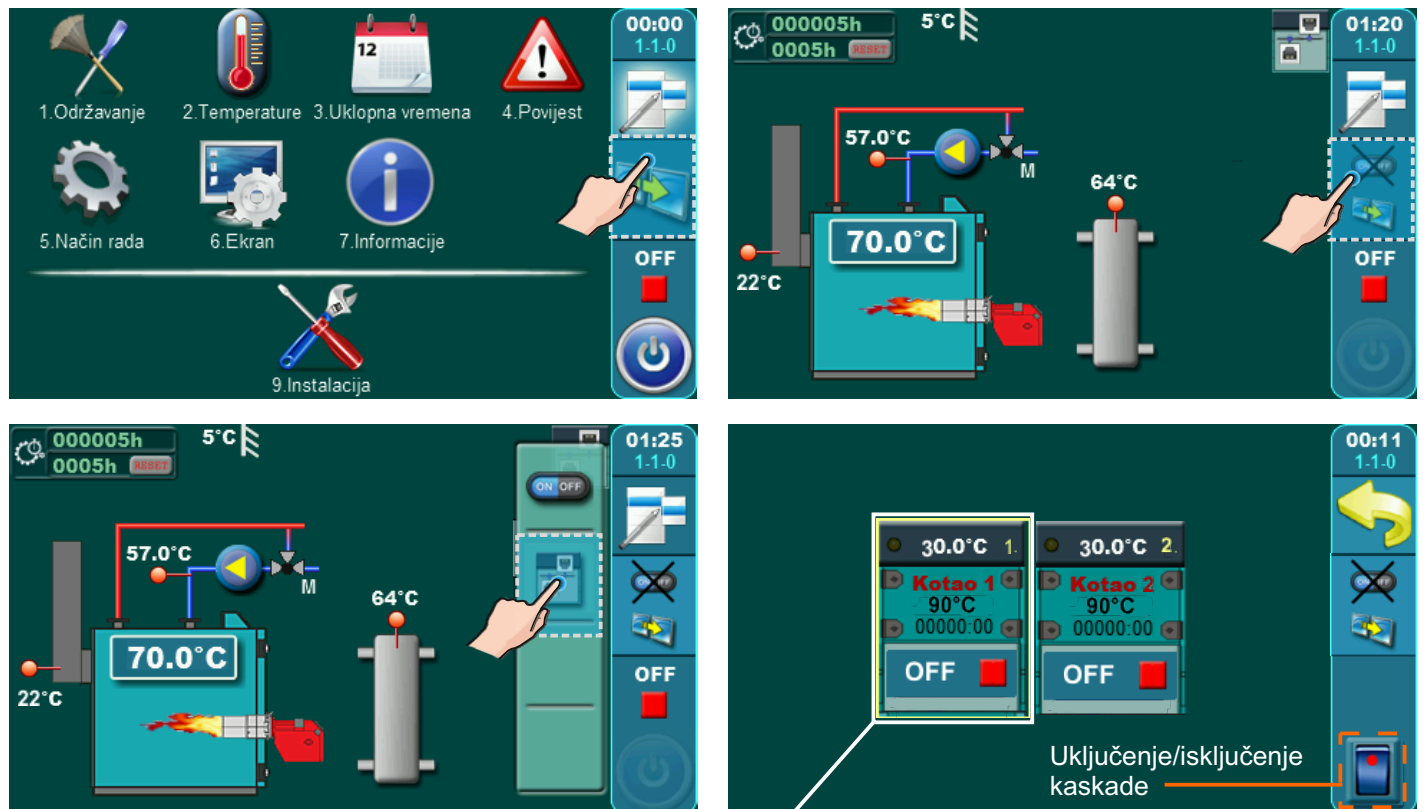 00:00
1-1-0
12
1.Održavanje
2.Temperature
3.Uklopna vremena
4.Povijest
5.Način rada
6.Ekran
7.Informacije
OFF
9.Instalacija
000005h
0005h RESET
5°C
01:20
1-1-0
57.0°C
M
64°C
70.0°C
22°C
OFF
000005h
0005h RESET
5°C
ON OFF
01:25
1-1-0
57.0°C
M
64°C
70.0°C
22°C
OFF
00:11
1-1-0
30.0°C 1.
30.0°C 2.
Kotao 1
Kotao 2
90°C
90°C
00000:00
00000:00
OFF
OFF
Uključenje/isključenje
kaskade